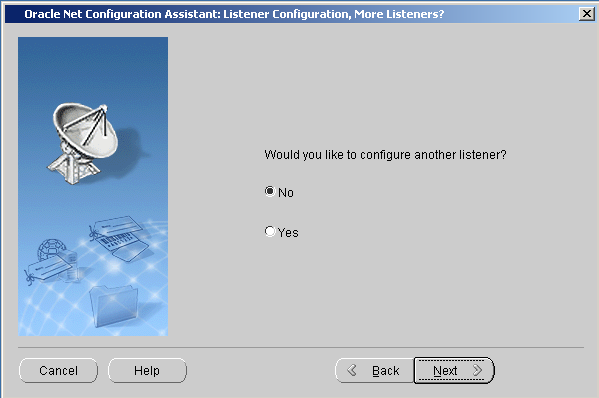 Oracle Net Configuration Assistant: Listener Configuration, More Listeners?
Would you like to configure another listener?
No
Yes
Cancel
Help
Back
Next